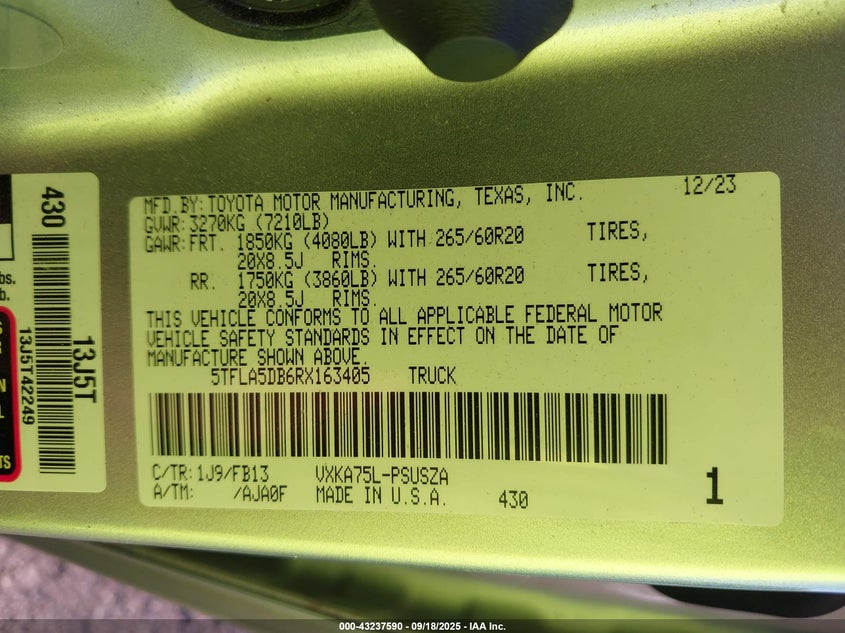 MFD.BY:TOYOTA MOTOR MANUFACTURING, TEXAS, INC. 12/23
GVWR:3270KG (7210LB)
GAWR:FRT. 1850KG (4080LB) WITH 265/60R20 TIRES,
20X8.5J RIMS.
RR. 1750KG (3860LB) WITH 265/60R20 TIRES,
20X8.5J RIMS.
THIS VEHICLE CONFORMS TO ALL APPLICABLE FEDERAL MOTOR
VEHICLE SAFETY STANDARDS IN EFFECT ON THE DATE OF
MANUFACTURE SHOWN ABOVE.
5TFLA5DB6RX163405 TRUCK
C/TR:1J9/FB13 VXKA75L-PSUSZA
A/TM: /AJA0F MADE IN U.S.A. 430
1
430
13J5T
13J5T42249
bs.
b.
S
R
N
L
TS
000-43237590 - 09/18/2025 - IAA Inc.